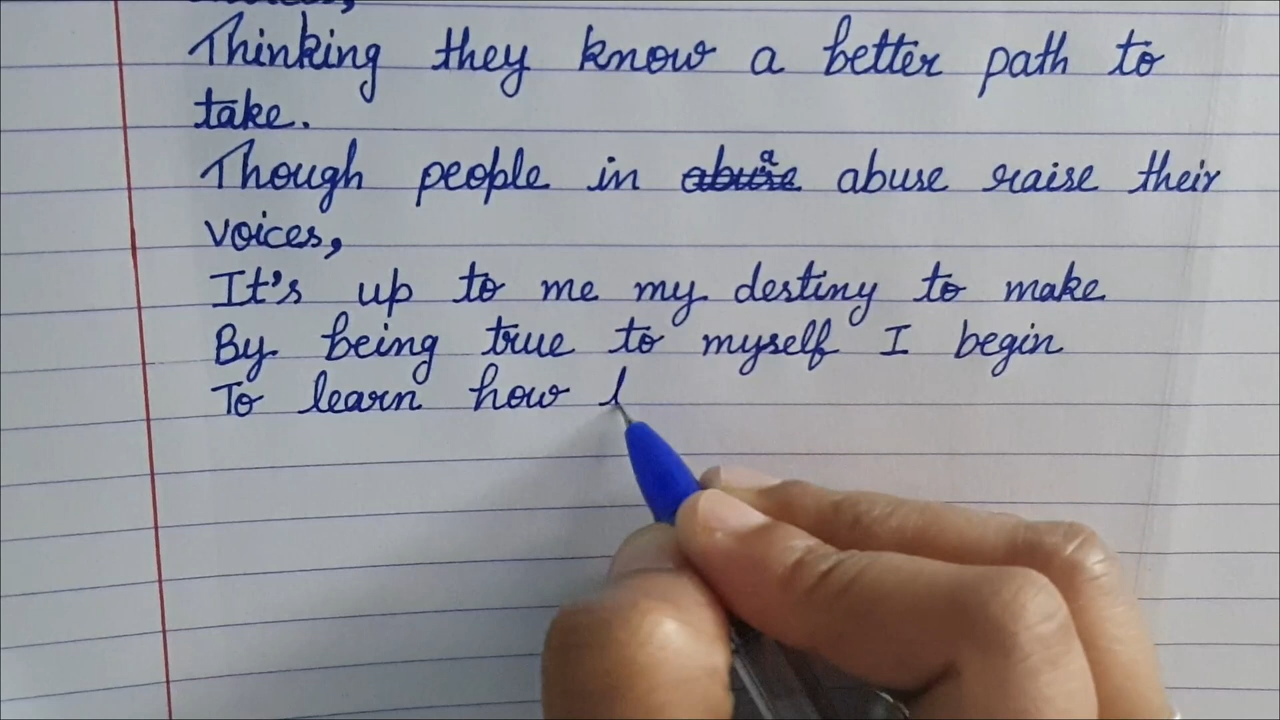 Thinking they know a better path to
take.
Though people in abuse abuse raise their
voices,
It's up to me my destiny to make
By being true to myself I begin
To learn how